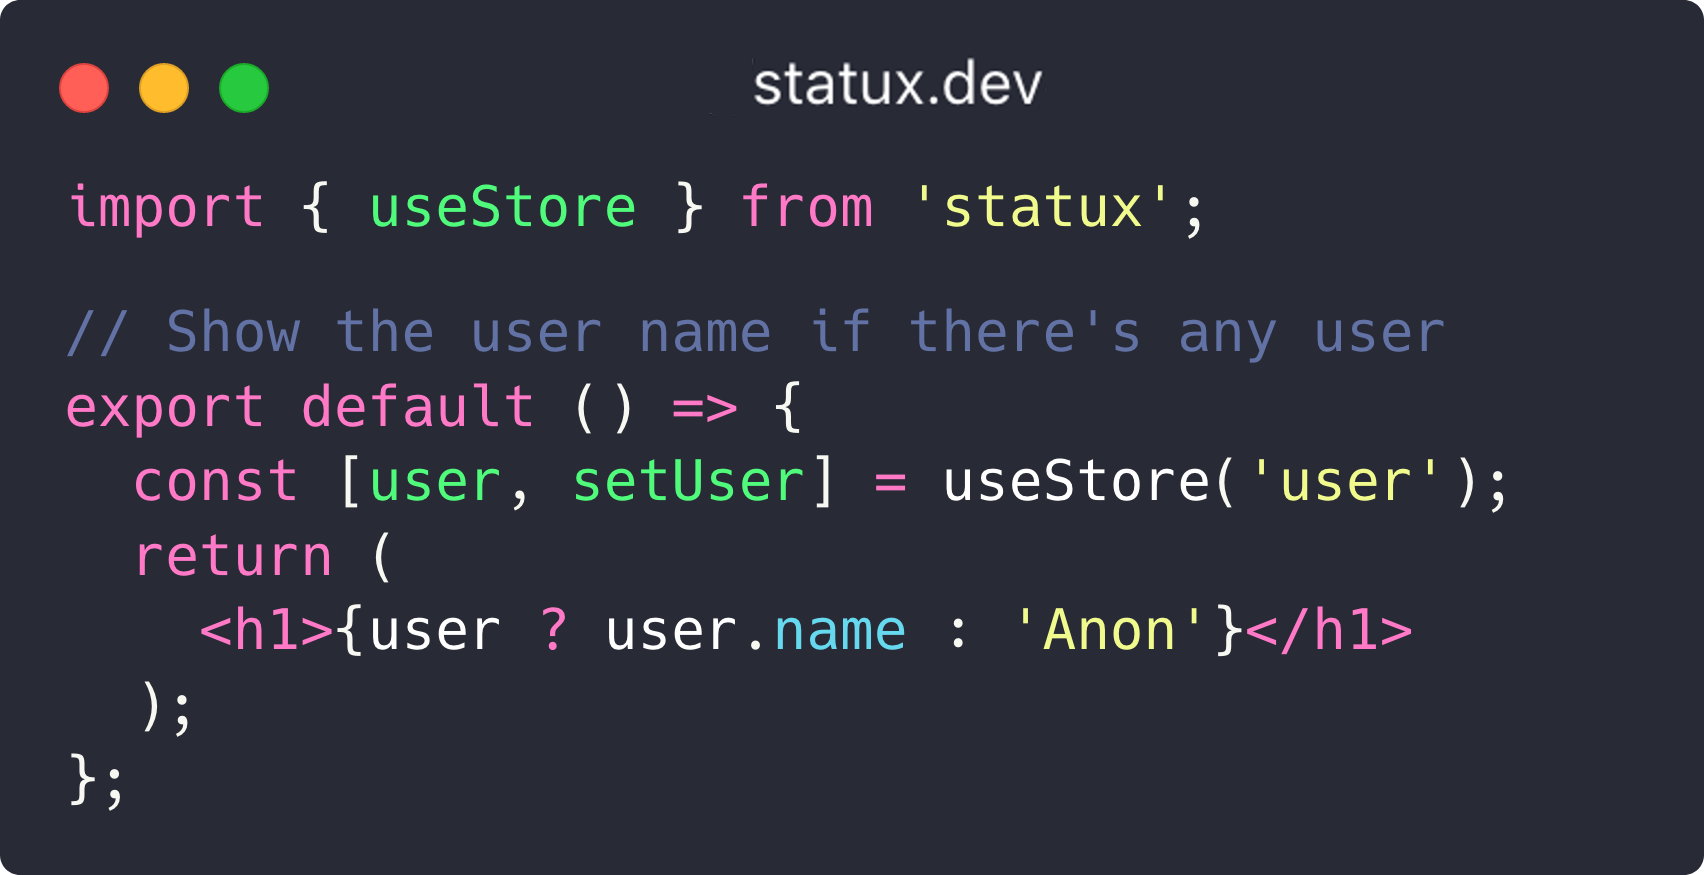 statux.dev
import { useStore } from 'statux';
// Show the user name if there's any user
export default () => {
  const [user, setUser] = useStore('user');
  return (
    <h1>{user ? user.name : 'Anon'}</h1>
  );
};